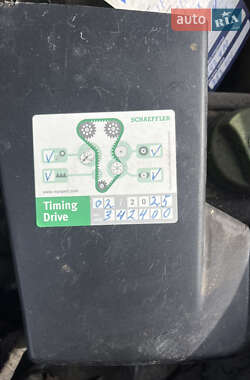 auto RIA
SCHAEFFLER
Timing
Drive
02 / 2025
342400